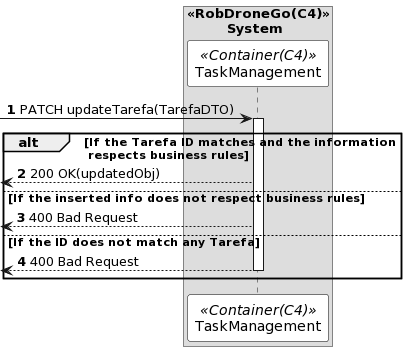 «RobDroneGo(C4)»
System
«Container(C4)»
TaskManagement
1 PATCH updateTarefa(TarefaDTO)
alt [If the Tarefa ID matches and the information
respects business rules]
2 200 OK(updatedObj)
[If the inserted info does not respect business rules]
3 400 Bad Request
[If the ID does not match any Tarefa]
4 400 Bad Request
«Container(C4)»
TaskManagement